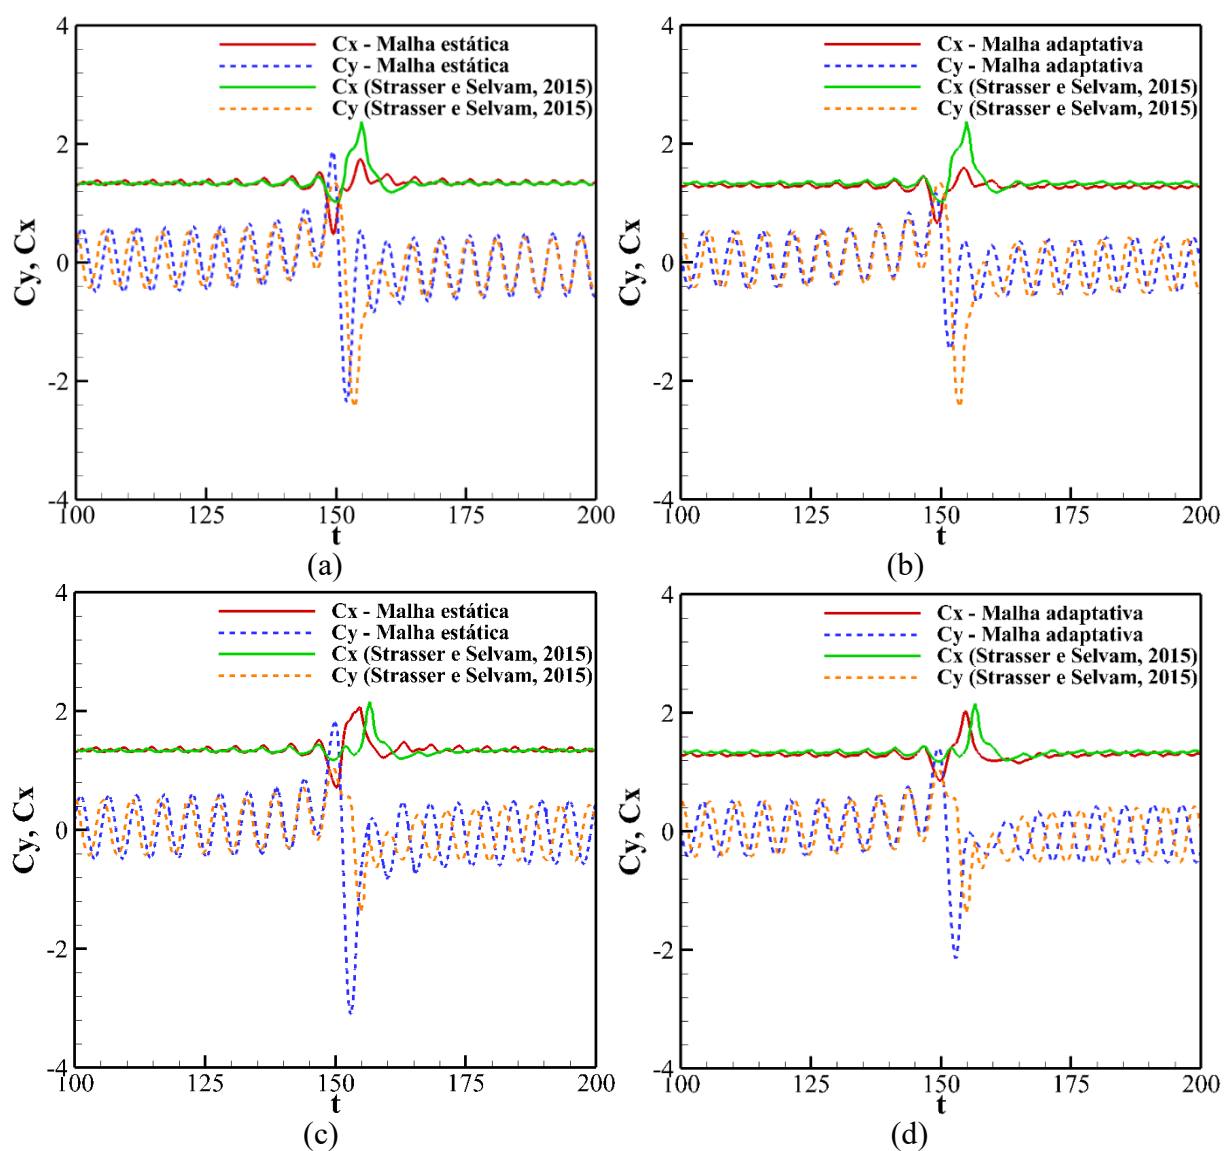 4
2
0
-2
-4
Cy, Cx
Cx - Malha estática
Cy - Malha estática
Cx (Strasser e Selvam, 2015)
Cy (Strasser e Selvam, 2015)
100
125
150
175
200
t
(a)
4
2
0
-2
-4
Cy, Cx
Cx - Malha adaptativa
Cy - Malha adaptativa
Cx (Strasser e Selvam, 2015)
Cy (Strasser e Selvam, 2015)
100
125
150
175
200
t
(b)
4
2
0
-2
-4
Cy, Cx
Cx - Malha estática
Cy - Malha estática
Cx (Strasser e Selvam, 2015)
Cy (Strasser e Selvam, 2015)
100
125
150
175
200
t
(c)
4
2
0
-2
-4
Cy, Cx
Cx - Malha adaptativa
Cy - Malha adaptativa
Cx (Strasser e Selvam, 2015)
Cy (Strasser e Selvam, 2015)
100
125
150
175
200
t
(d)